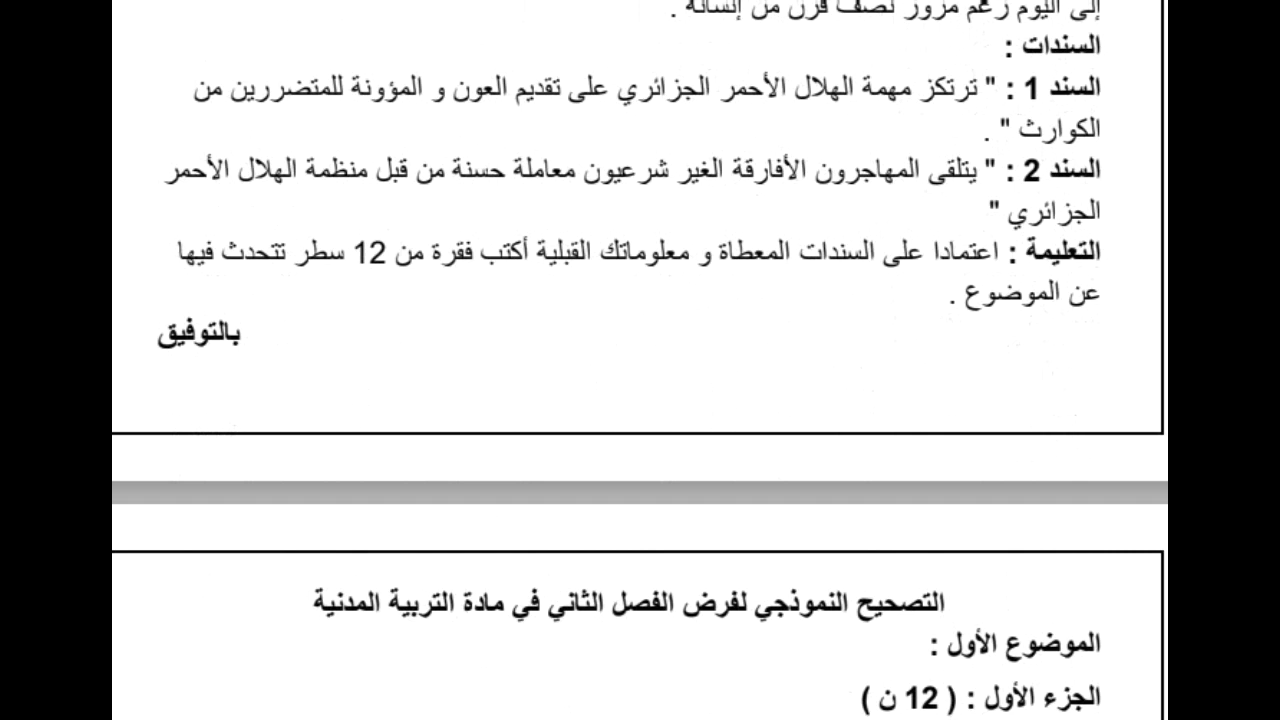 إلى اليوم رغم مرور نصف قرن من إنشائه .
السندات :
السند 1 : " ترتكز مهمة الهلال الأحمر الجزائري على تقديم العون و المؤونة للمتضررين من
الكوارث " .
السند 2 : " يتلقى المهاجرون الأفارقة الغير شرعيون معاملة حسنة من قبل منظمة الهلال الأحمر
الجزائري "
التعليمة : اعتمادا على السندات المعطاة و معلوماتك القبلية أكتب فقرة من 12 سطر تتحدث فيها
عن الموضوع .
بالتوفيق
التصحيح النموذجي لفرض الفصل الثاني في مادة التربية المدنية
الموضوع الأول :
الجزء الأول : ( 12 ن )